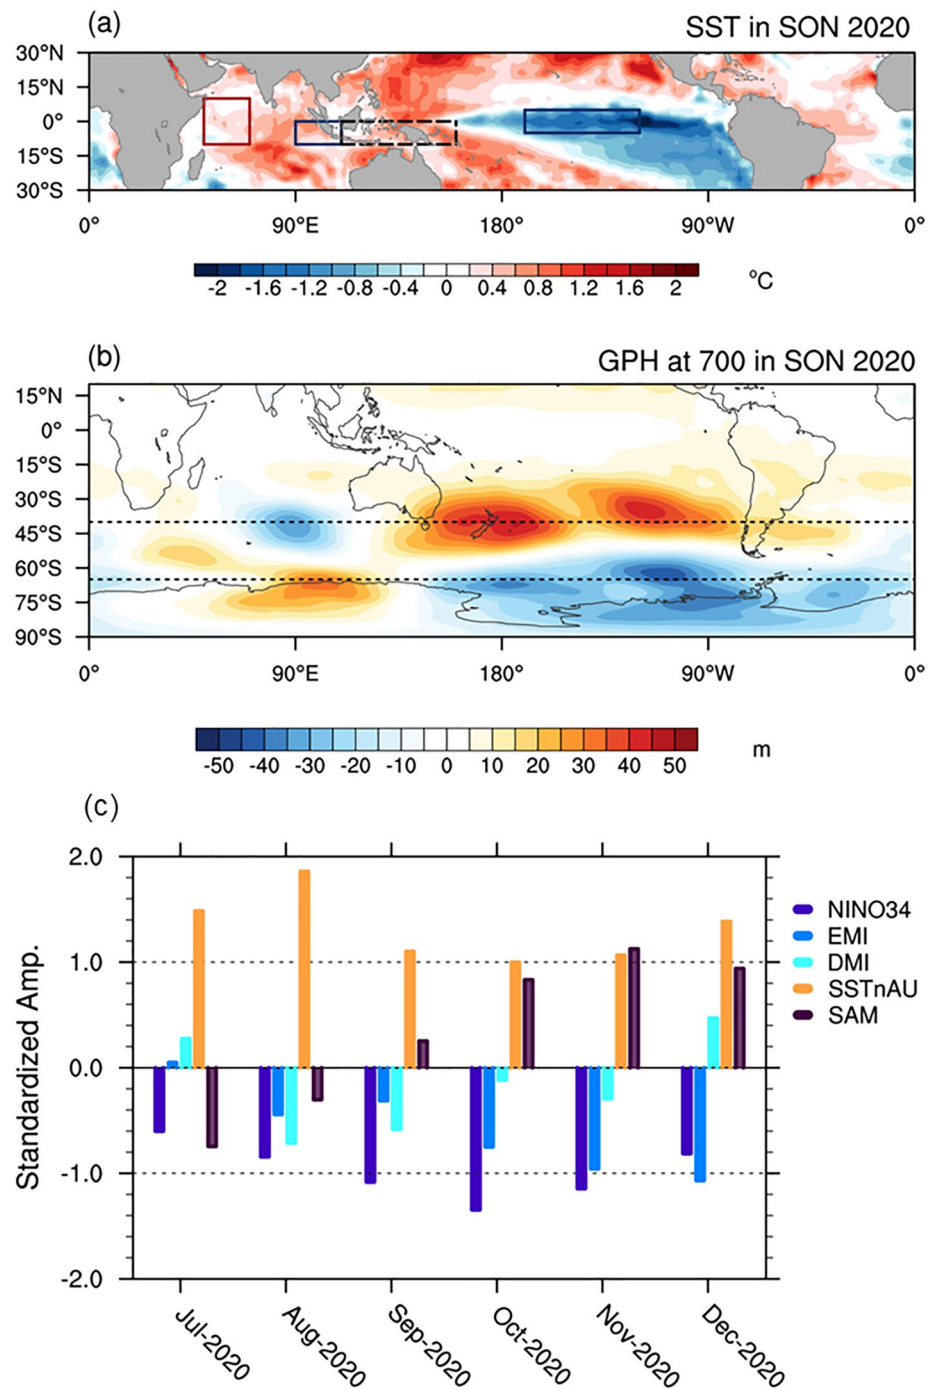 (a) SST in SON 2020
30°N
15°N
0°
15°S
30°S
0° 90°E 180° 90°W 0°
-2 -1.6 -1.2 -0.8 -0.4 0 0.4 0.8 1.2 1.6 2 °C
(b) GPH at 700 in SON 2020
15°N
0°
15°S
30°S
45°S
60°S
75°S
90°S
0° 90°E 180° 90°W 0°
-50 -40 -30 -20 -10 0 10 20 30 40 50 m
(c)
Standardized Amp.
2.0
1.0
0.0
-1.0
-2.0
NINO34
EMI
DMI
SSTnAU
SAM
Jul-2020 Aug-2020 Sep-2020 Oct-2020 Nov-2020 Dec-2020